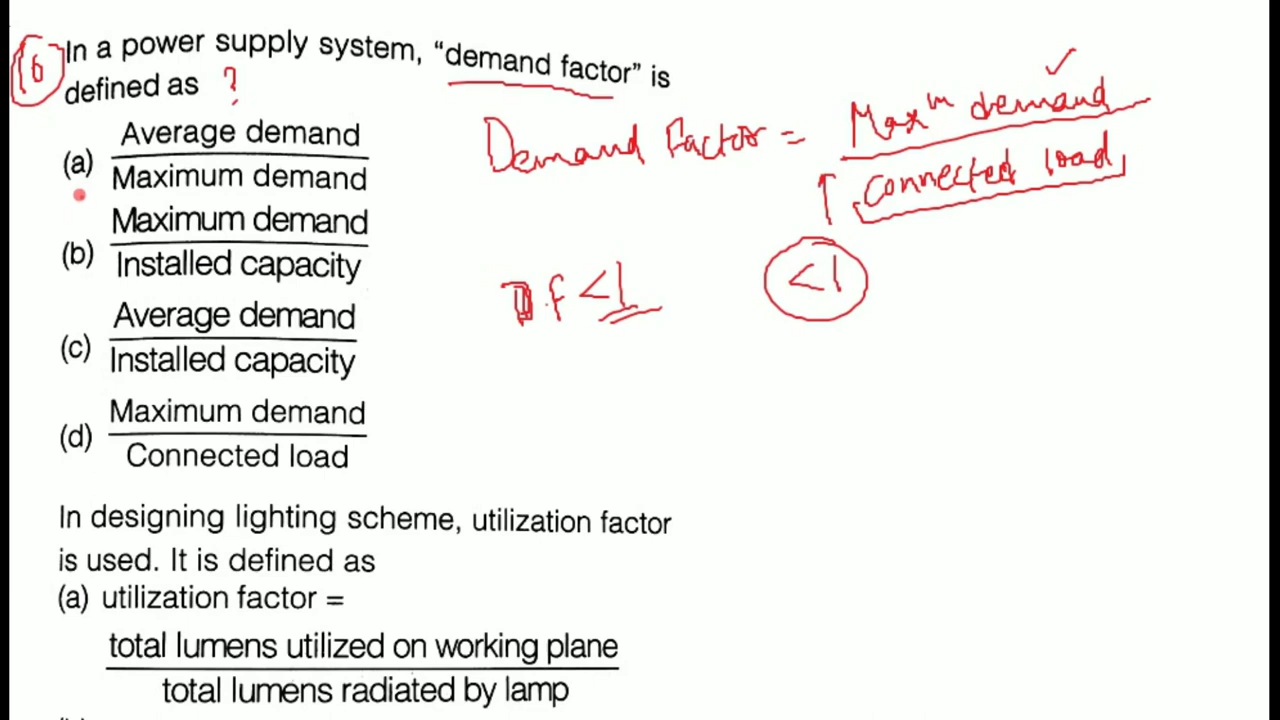 6
In a power supply system, “demand factor” is
defined as ?
(a) Average demand
Maximum demand
(b) Maximum demand
Installed capacity
(c) Average demand
Installed capacity
(d) Maximum demand
Connected load
Demand Factor = Maxm demand
Connected load
<1
D.f <1
In designing lighting scheme, utilization factor
is used. It is defined as
(a) utilization factor =
total lumens utilized on working plane
total lumens radiated by lamp